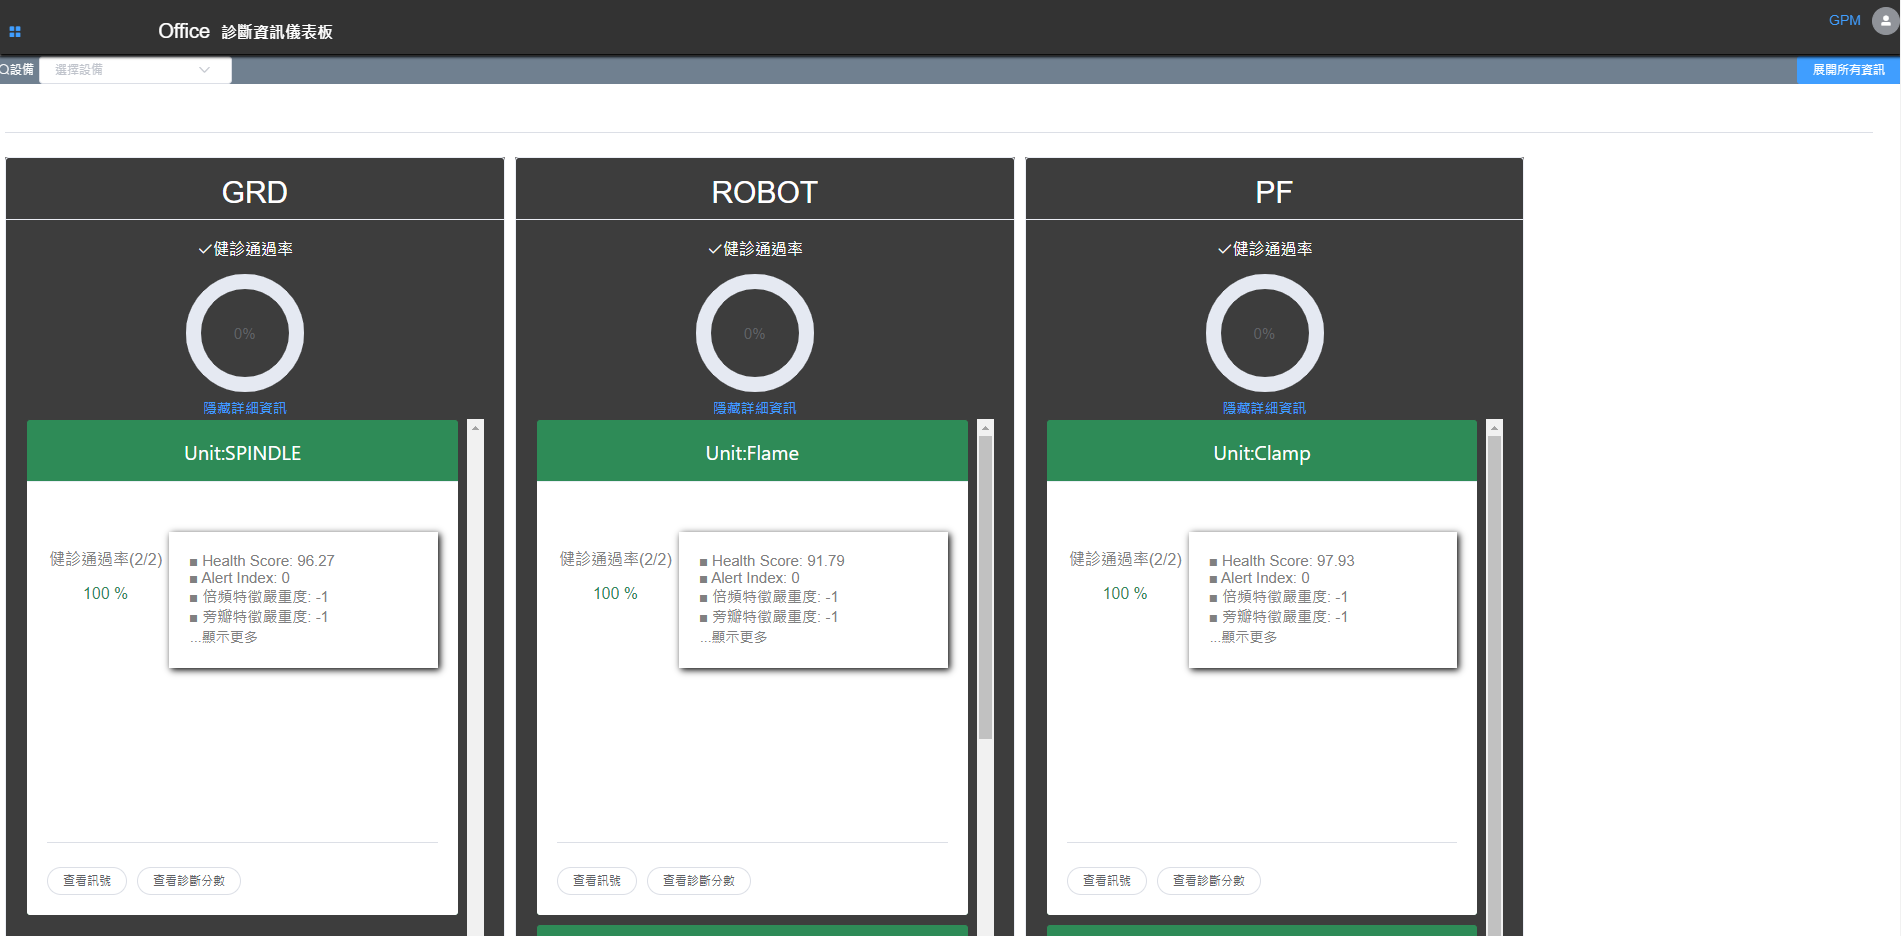 Office 診斷資訊儀表板
GPM
設備
選擇設備
展開所有資訊
GRD
健診通過率
0%
隱藏詳細資訊
Unit:SPINDLE
健診通過率(2/2)
100 %
■ Health Score: 96.27
■ Alert Index: 0
■ 倍頻特徵嚴重度: -1
■ 旁瓣特徵嚴重度: -1
...顯示更多
查看訊號
查看診斷分數
ROBOT
健診通過率
0%
隱藏詳細資訊
Unit:Flame
健診通過率(2/2)
100 %
■ Health Score: 91.79
■ Alert Index: 0
■ 倍頻特徵嚴重度: -1
■ 旁瓣特徵嚴重度: -1
...顯示更多
查看訊號
查看診斷分數
PF
健診通過率
0%
隱藏詳細資訊
Unit:Clamp
健診通過率(2/2)
100 %
■ Health Score: 97.93
■ Alert Index: 0
■ 倍頻特徵嚴重度: -1
■ 旁瓣特徵嚴重度: -1
...顯示更多
查看訊號
查看診斷分數